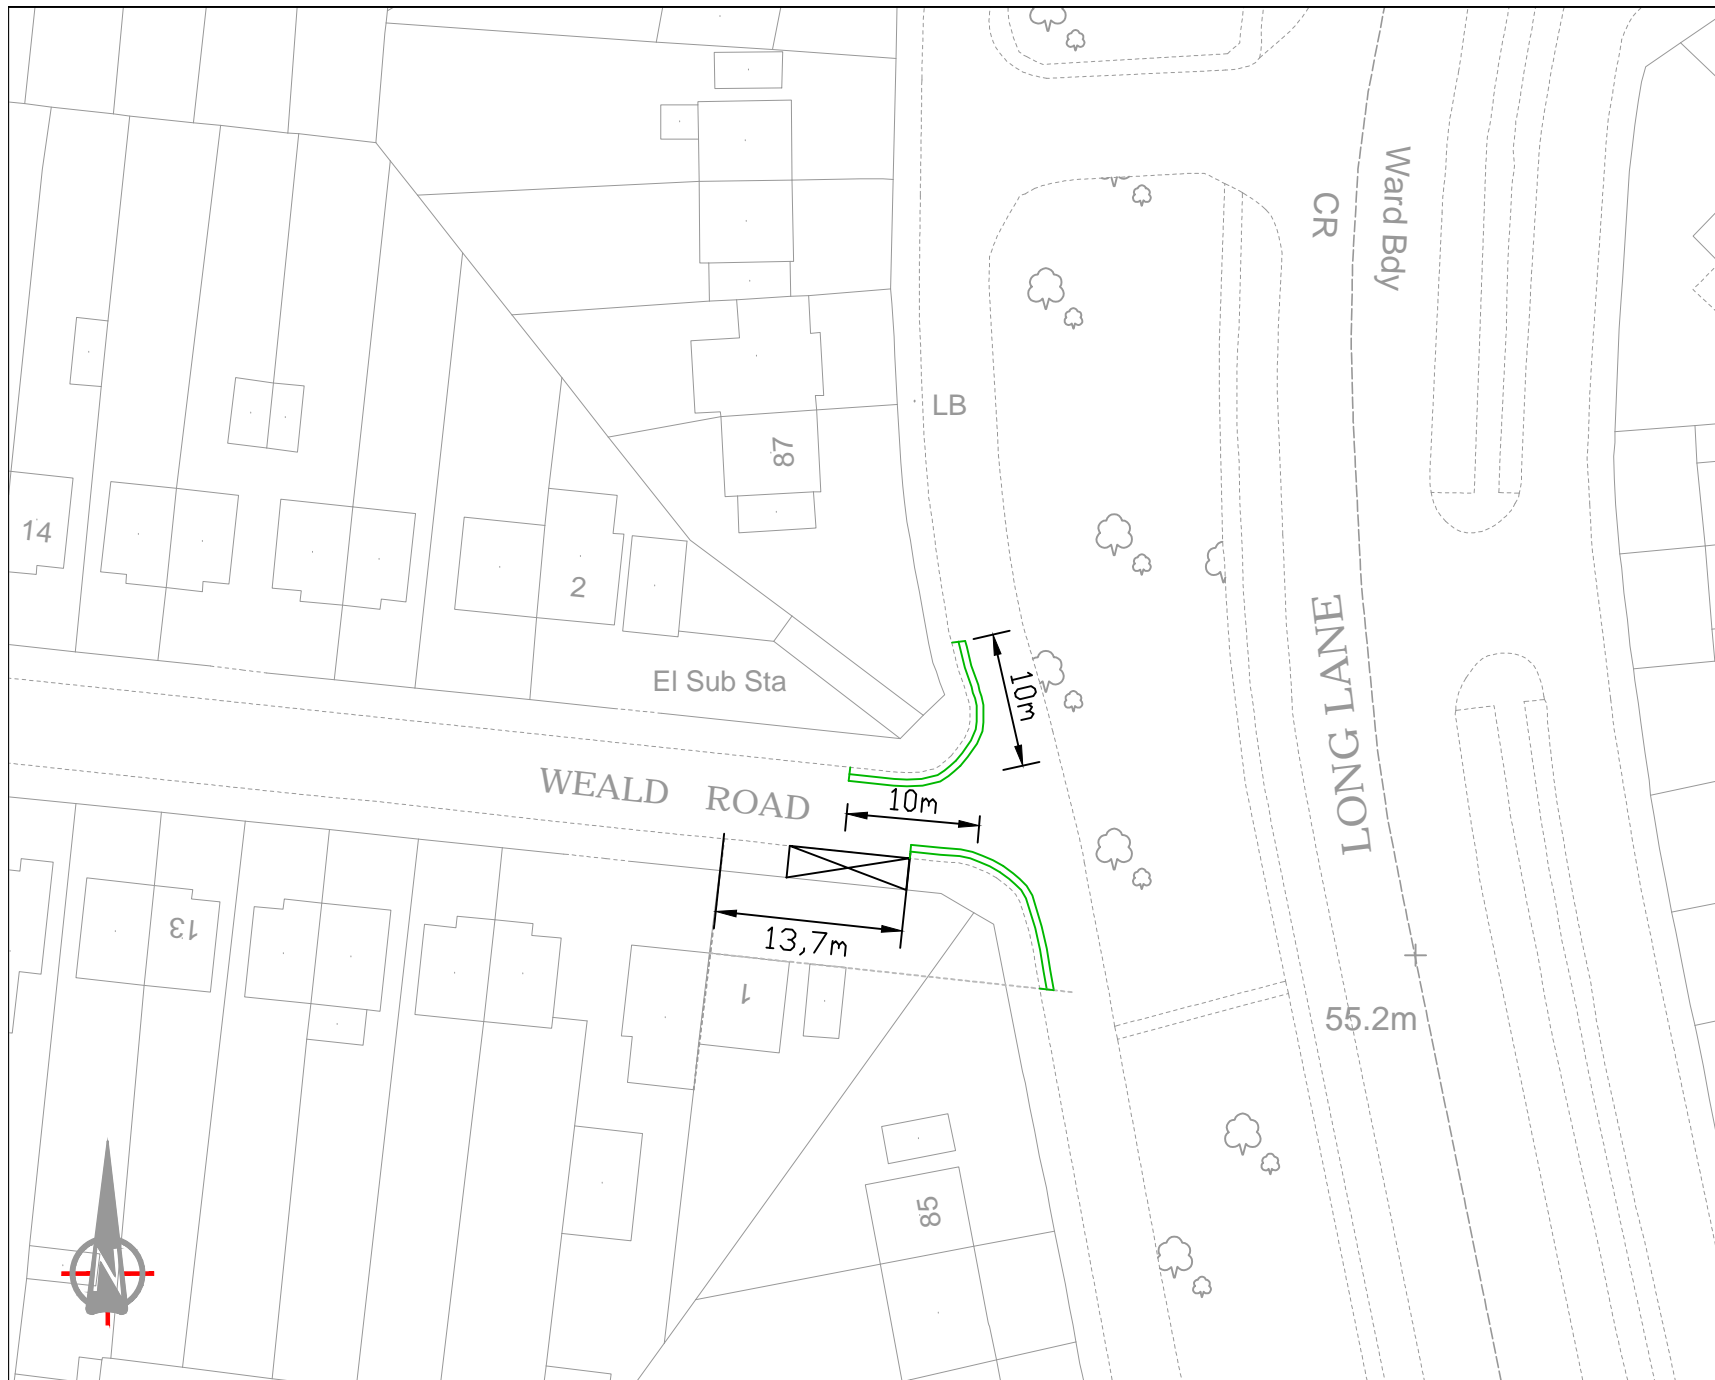 Ward Bdy
CR
LB
87
14
2
El Sub Sta
10m
LONG LANE
WEALD ROAD
10m
13
13,7m
1
55.2m
85
N